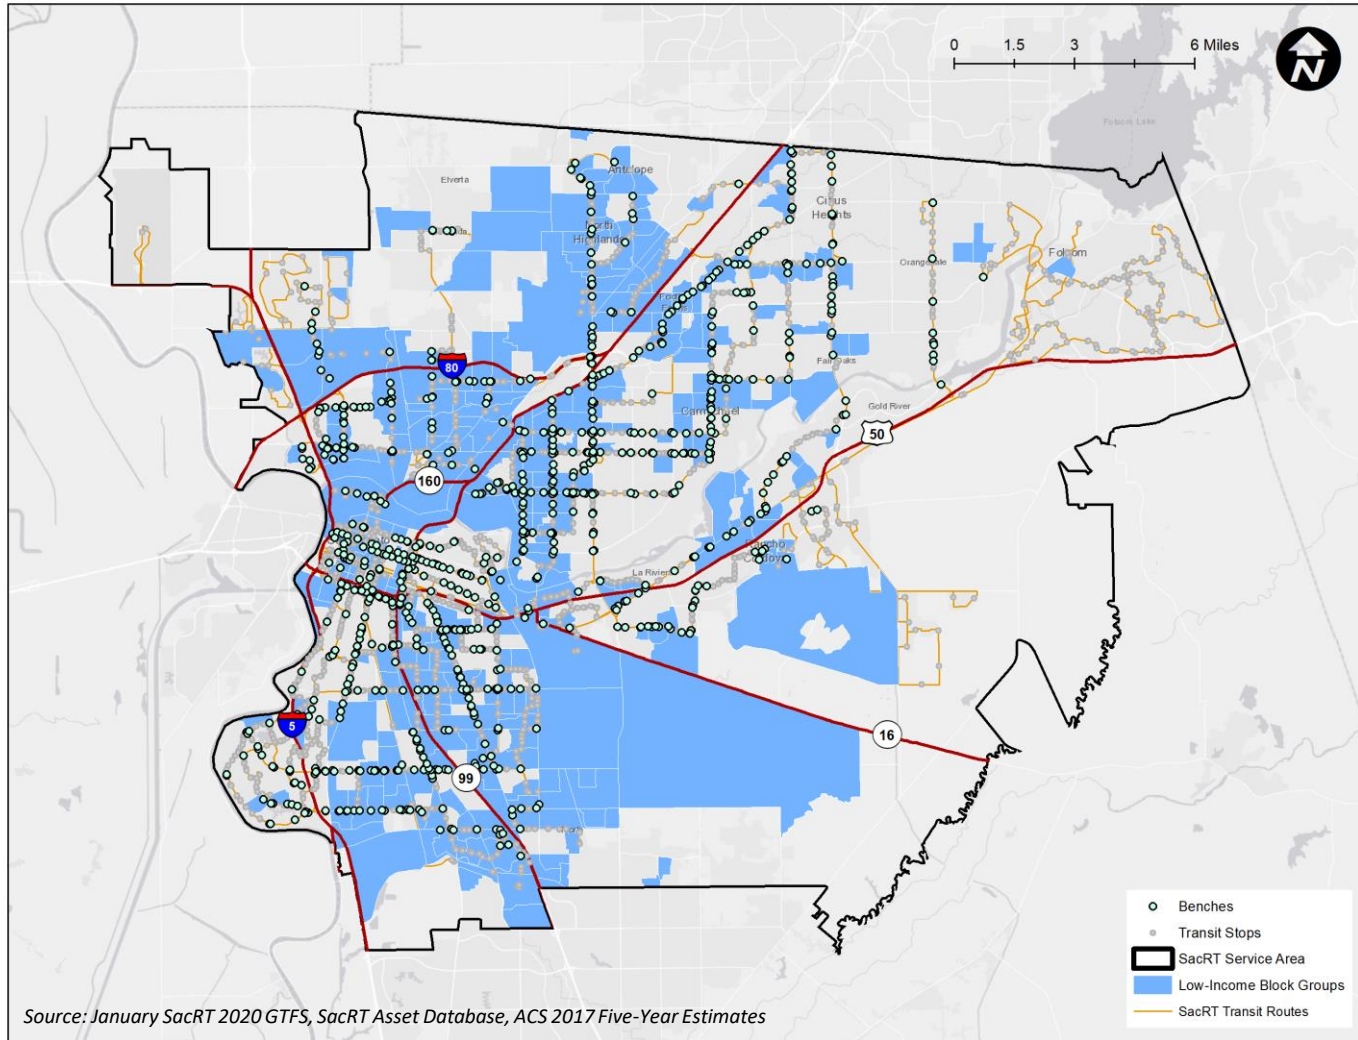 0 1.5 3 6 Miles
N
Folsom Lake
Elverta
Antelope
North
Highlands
Citrus
Heights
Orangevale
Folsom
Fair Oaks
Carmichael
Gold River
80
50
160
La Riviera
Rancho
Cordova
5
99
16
Benches
Transit Stops
SacRT Service Area
Low-Income Block Groups
SacRT Transit Routes
Source: January SacRT 2020 GTFS, SacRT Asset Database, ACS 2017 Five-Year Estimates